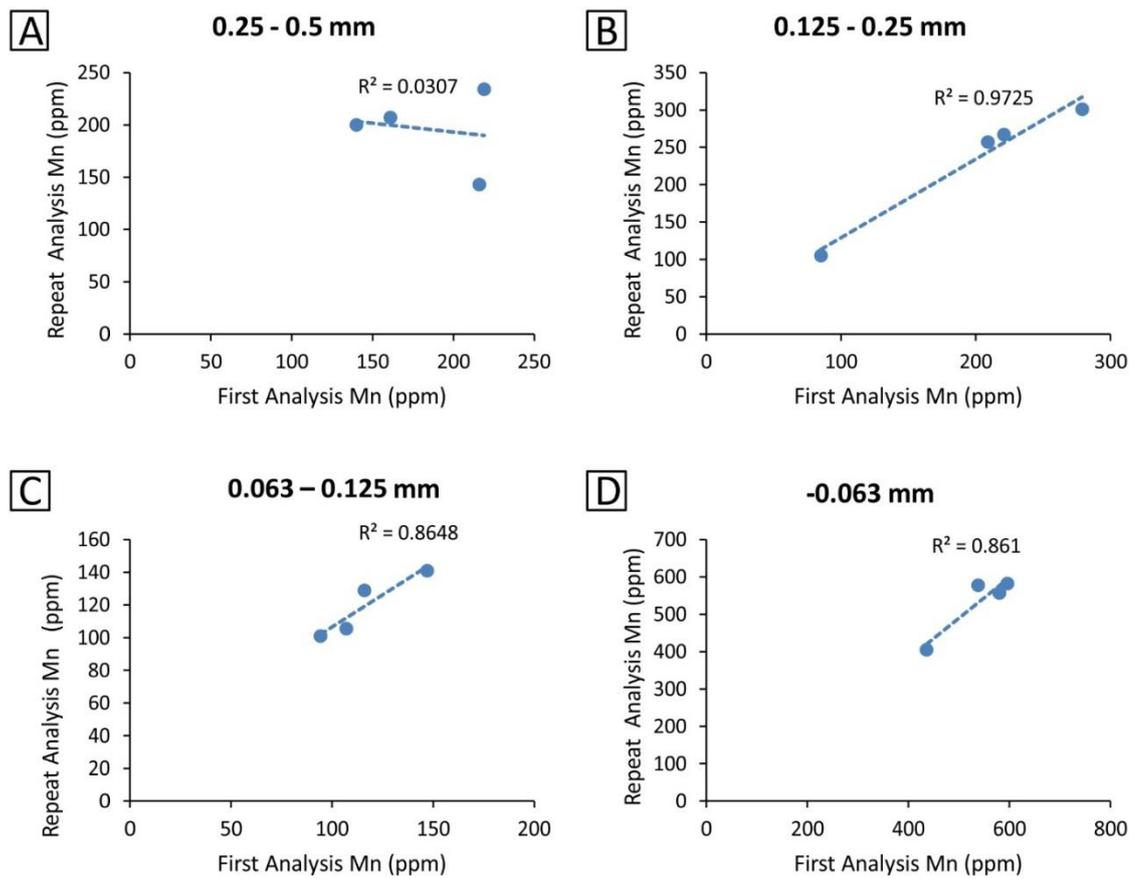 A
0.25 - 0.5 mm
R² = 0.0307
Repeat Analysis Mn (ppm)
250
200
150
100
50
0
0 50 100 150 200 250
First Analysis Mn (ppm)
B
0.125 - 0.25 mm
R² = 0.9725
Repeat Analysis Mn (ppm)
350
300
250
200
150
100
50
0
0 100 200 300
First Analysis Mn (ppm)
C
0.063 – 0.125 mm
R² = 0.8648
Repeat Analysis Mn (ppm)
160
140
120
100
80
60
40
20
0
0 50 100 150 200
First Analysis Mn (ppm)
D
-0.063 mm
R² = 0.861
Repeat Analysis Mn (ppm)
700
600
500
400
300
200
100
0
0 200 400 600 800
First Analysis Mn (ppm)